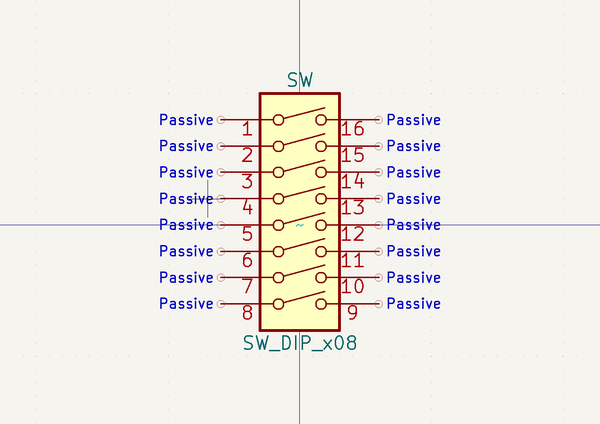 SW
Passive 1 16 Passive
Passive 2 15 Passive
Passive 3 14 Passive
Passive 4 13 Passive
Passive 5 ~ 12 Passive
Passive 6 11 Passive
Passive 7 10 Passive
Passive 8 9 Passive
SW_DIP_x08